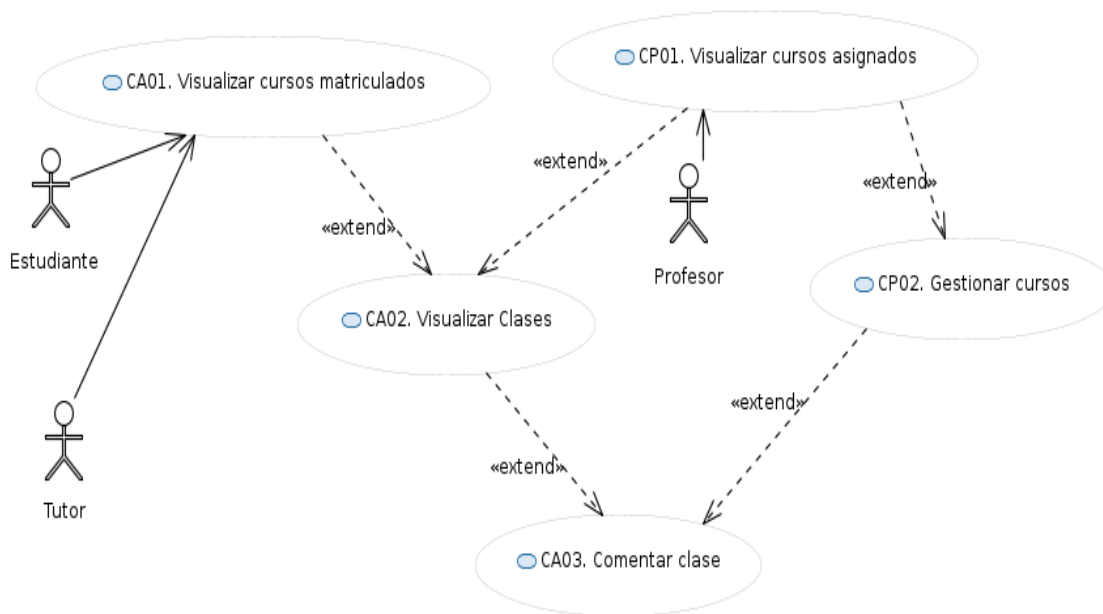 CP01. Visualizar cursos asignados
CA01. Visualizar cursos matriculados
«extend»
«extend»
«extend»
Estudiante
Profesor
CP02. Gestionar cursos
CA02. Visualizar Clases
«extend»
«extend»
Tutor
CA03. Comentar clase